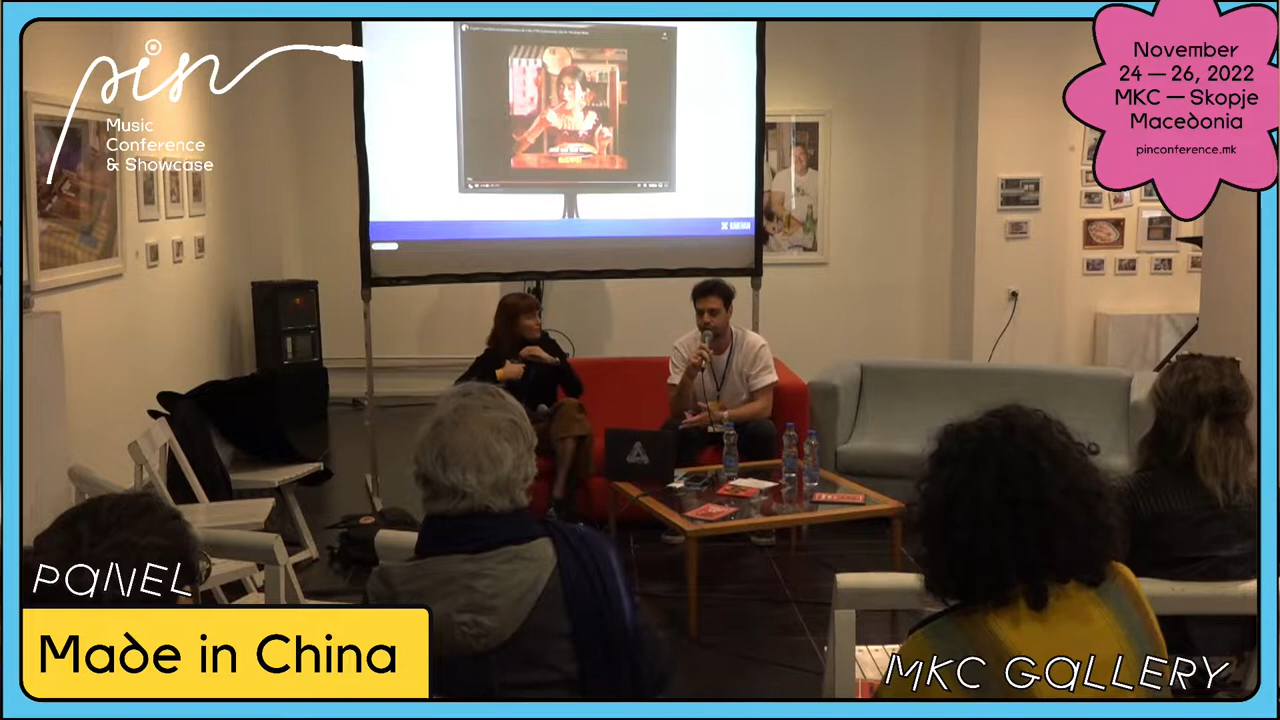 pin
Music
Conference
& Showcase
November
24 — 26, 2022
MKC — Skopje
Macedonia
pinconference.mk
PANEL
Made in China
MKC GALLERY